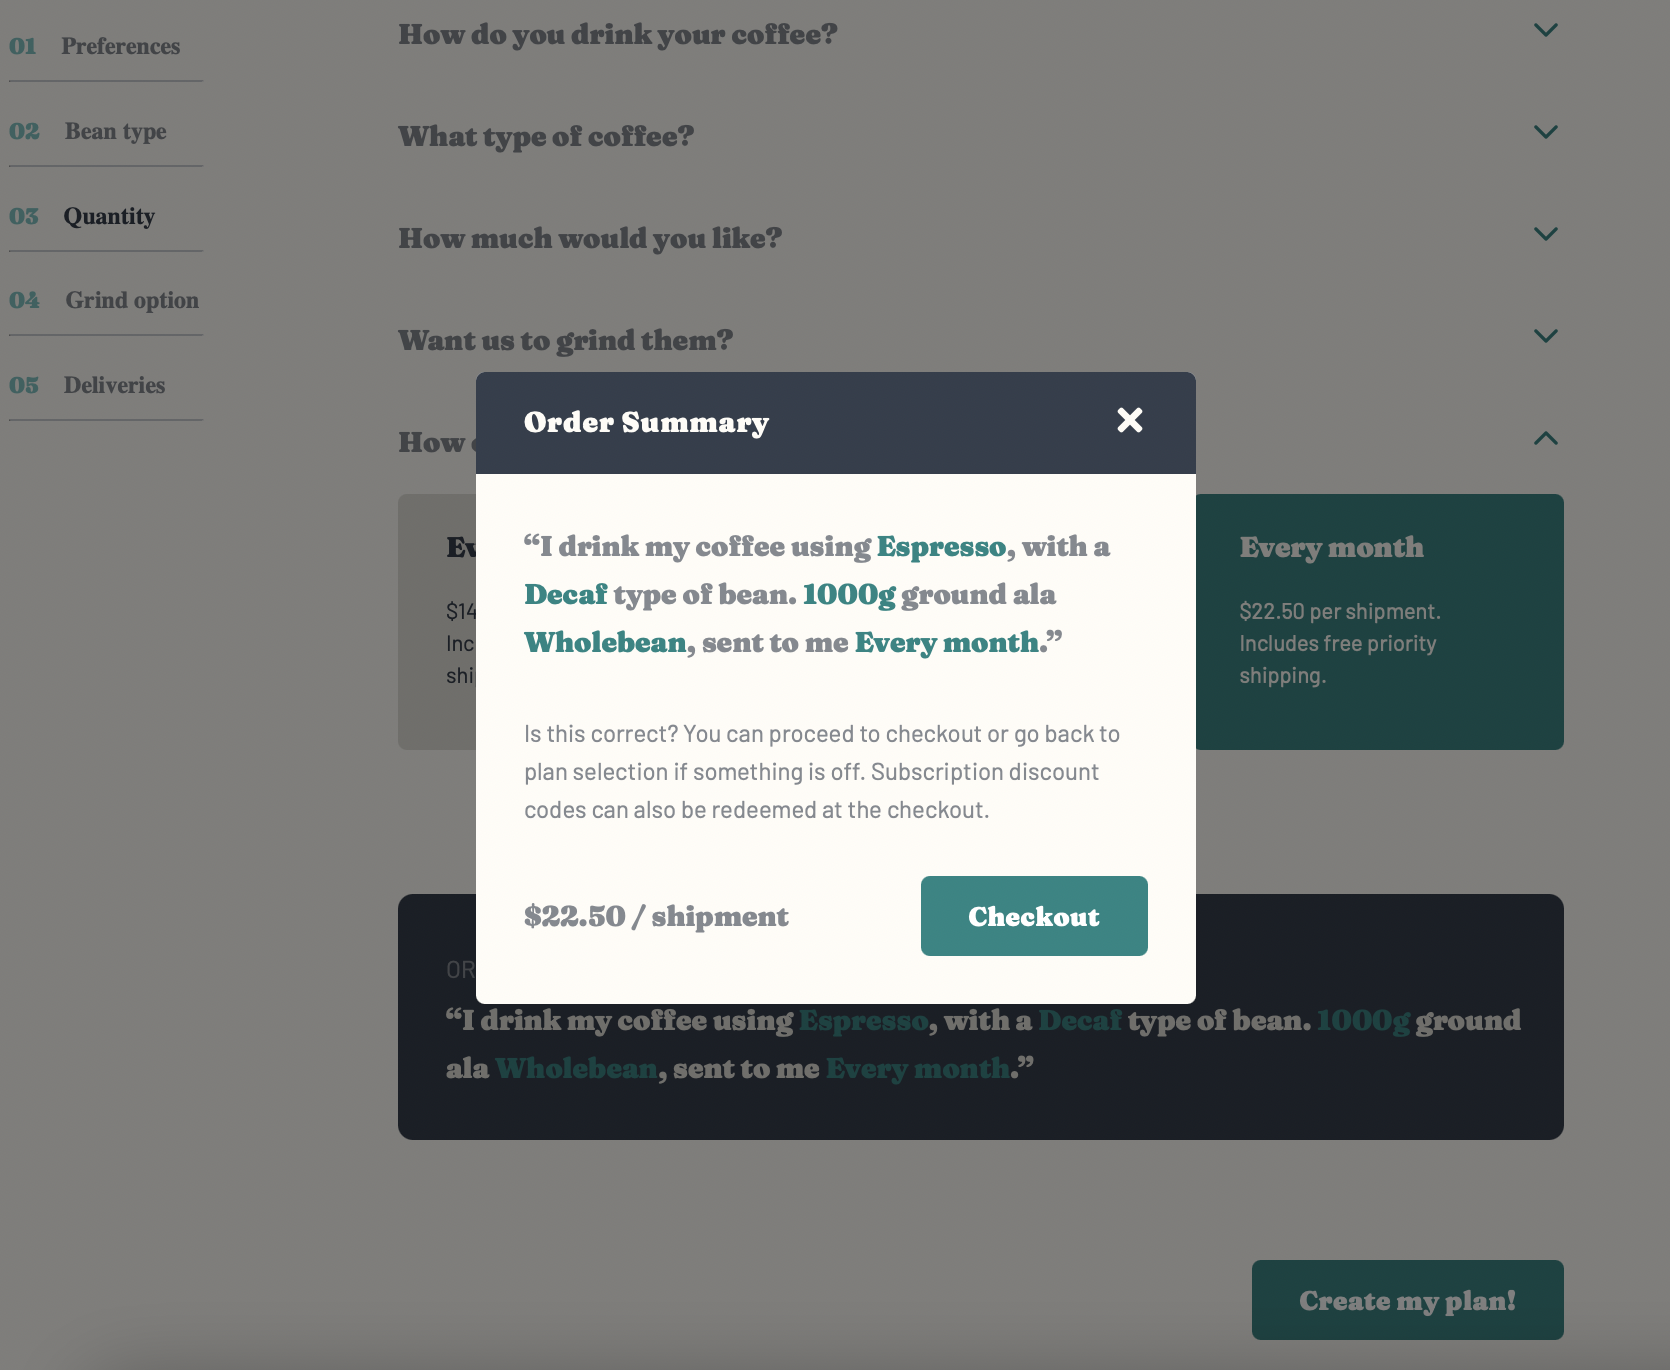 01 Preferences
02 Bean type
03 Quantity
04 Grind option
05 Deliveries
How do you drink your coffee?
What type of coffee?
How much would you like?
Want us to grind them?
How
Order Summary
“I drink my coffee using Espresso, with a
Decaf type of bean. 1000g ground ala
Wholebean, sent to me Every month.”
Is this correct? You can proceed to checkout or go back to
plan selection if something is off. Subscription discount
codes can also be redeemed at the checkout.
$22.50 / shipment
Checkout
Ev
$14
Inc
shi
Every month
$22.50 per shipment.
Includes free priority
shipping.
OR
“I drink my coffee using Espresso, with a Decaf type of bean. 1000g ground
ala Wholebean, sent to me Every month.”
Create my plan!